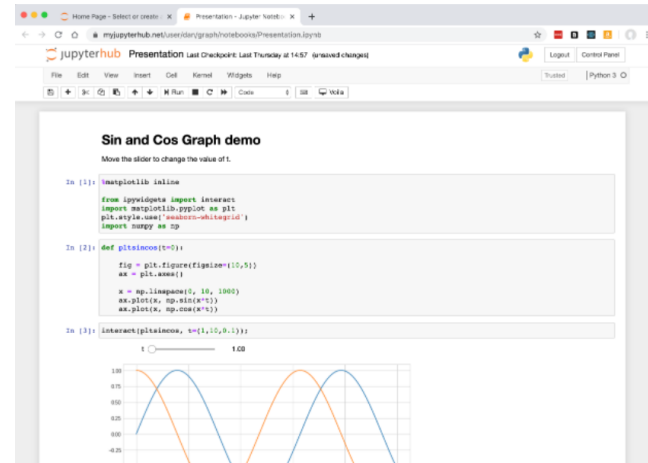 Home Page - Select or create
Presentation - Jupyter Notebo
myjupyterhub.net/user/dan/graph/notebooks/Presentation.ipynb
jupyterhub Presentation Last Checkpoint: Last Thursday at 14:57 (unsaved changes)
Logout Control Panel
File Edit View Insert Cell Kernel Widgets Help
Trusted Python 3
Run Code Voila
Sin and Cos Graph demo
Move the slider to change the value of t.
In [1]: %matplotlib inline
from ipywidgets import interact
import matplotlib.pyplot as plt
plt.style.use('seaborn-whitegrid')
import numpy as np
In [2]: def pltsincos(t=0):
fig = plt.figure(figsize=(10,5))
ax = plt.axes()
x = np.linspace(0, 10, 1000)
ax.plot(x, np.sin(x*t))
ax.plot(x, np.cos(x*t))
In [3]: interact(pltsincos, t=(1,10,0.1));
t 1.00
1.00
0.75
0.50
0.25
0.00
-0.25